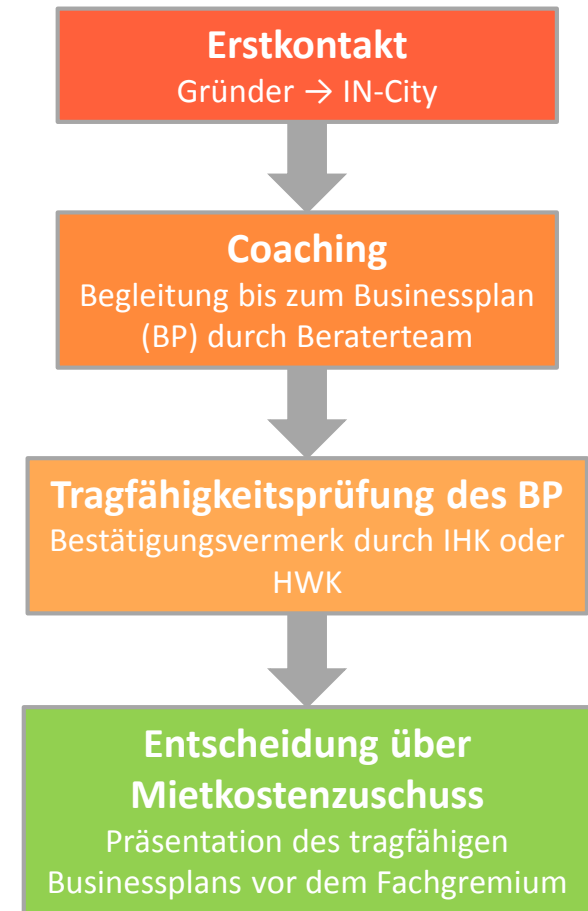 Erstkontakt
Gründer → IN-City
Coaching
Begleitung bis zum Businessplan
(BP) durch Beraterteam
Tragfähigkeitsprüfung des BP
Bestätigungsvermerk durch IHK oder
HWK
Entscheidung über
Mietkostenzuschuss
Präsentation des tragfähigen
Businessplans vor dem Fachgremium